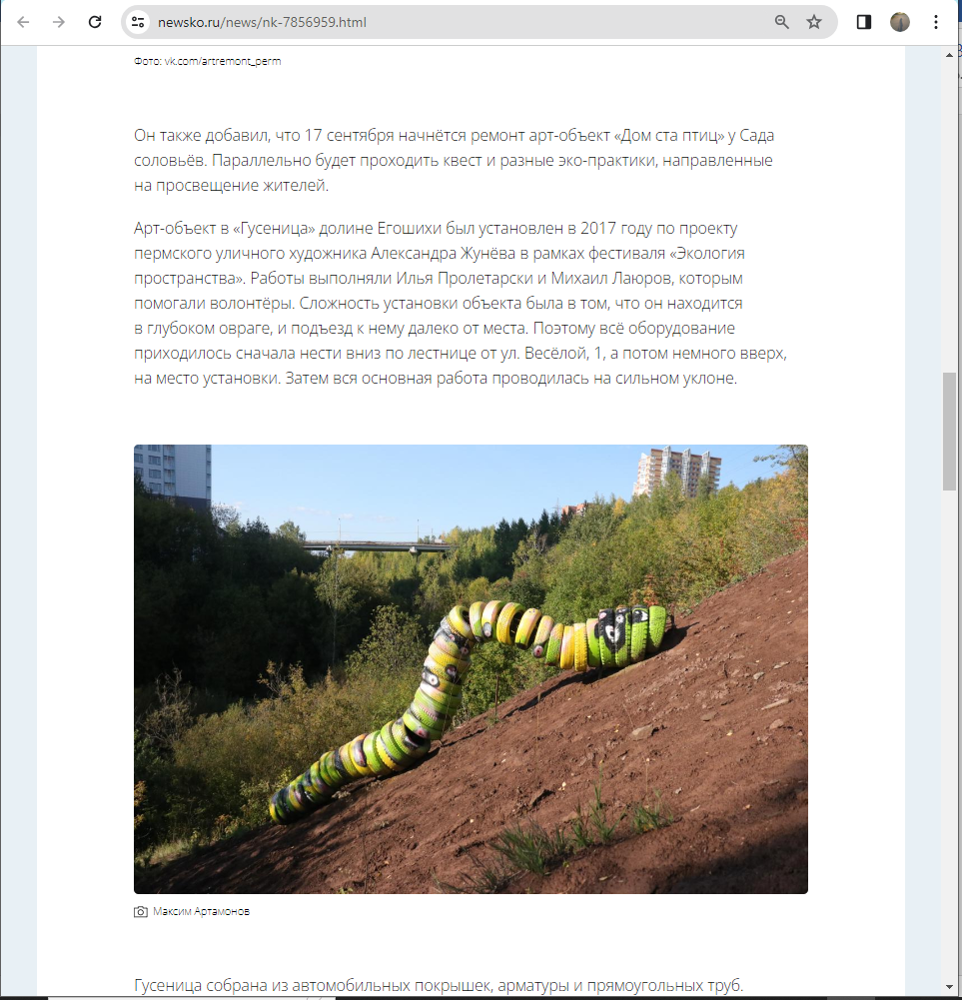 newsko.ru/news/nk-7856959.html
Фото: vk.com/artremont_perm
Он также добавил, что 17 сентября начнётся ремонт арт-объект «Дом ста птиц» у Сада
соловьёв. Параллельно будет проходить квест и разные эко-практики, направленные
на просвещение жителей.
Арт-объект в «Гусеница» долине Егошихи был установлен в 2017 году по проекту
пермского уличного художника Александра Жунёва в рамках фестиваля «Экология
пространства». Работы выполняли Илья Пролетарски и Михаил Лаюров, которым
помогали волонтёры. Сложность установки объекта была в том, что он находится
в глубоком овраге, и подъезд к нему далеко от места. Поэтому всё оборудование
приходилось сначала нести вниз по лестнице от ул. Весёлой, 1, а потом немного вверх,
на место установки. Затем вся основная работа проводилась на сильном уклоне.
Максим Артамонов
Гусеница собрана из автомобильных покрышек, арматуры и прямоугольных труб.